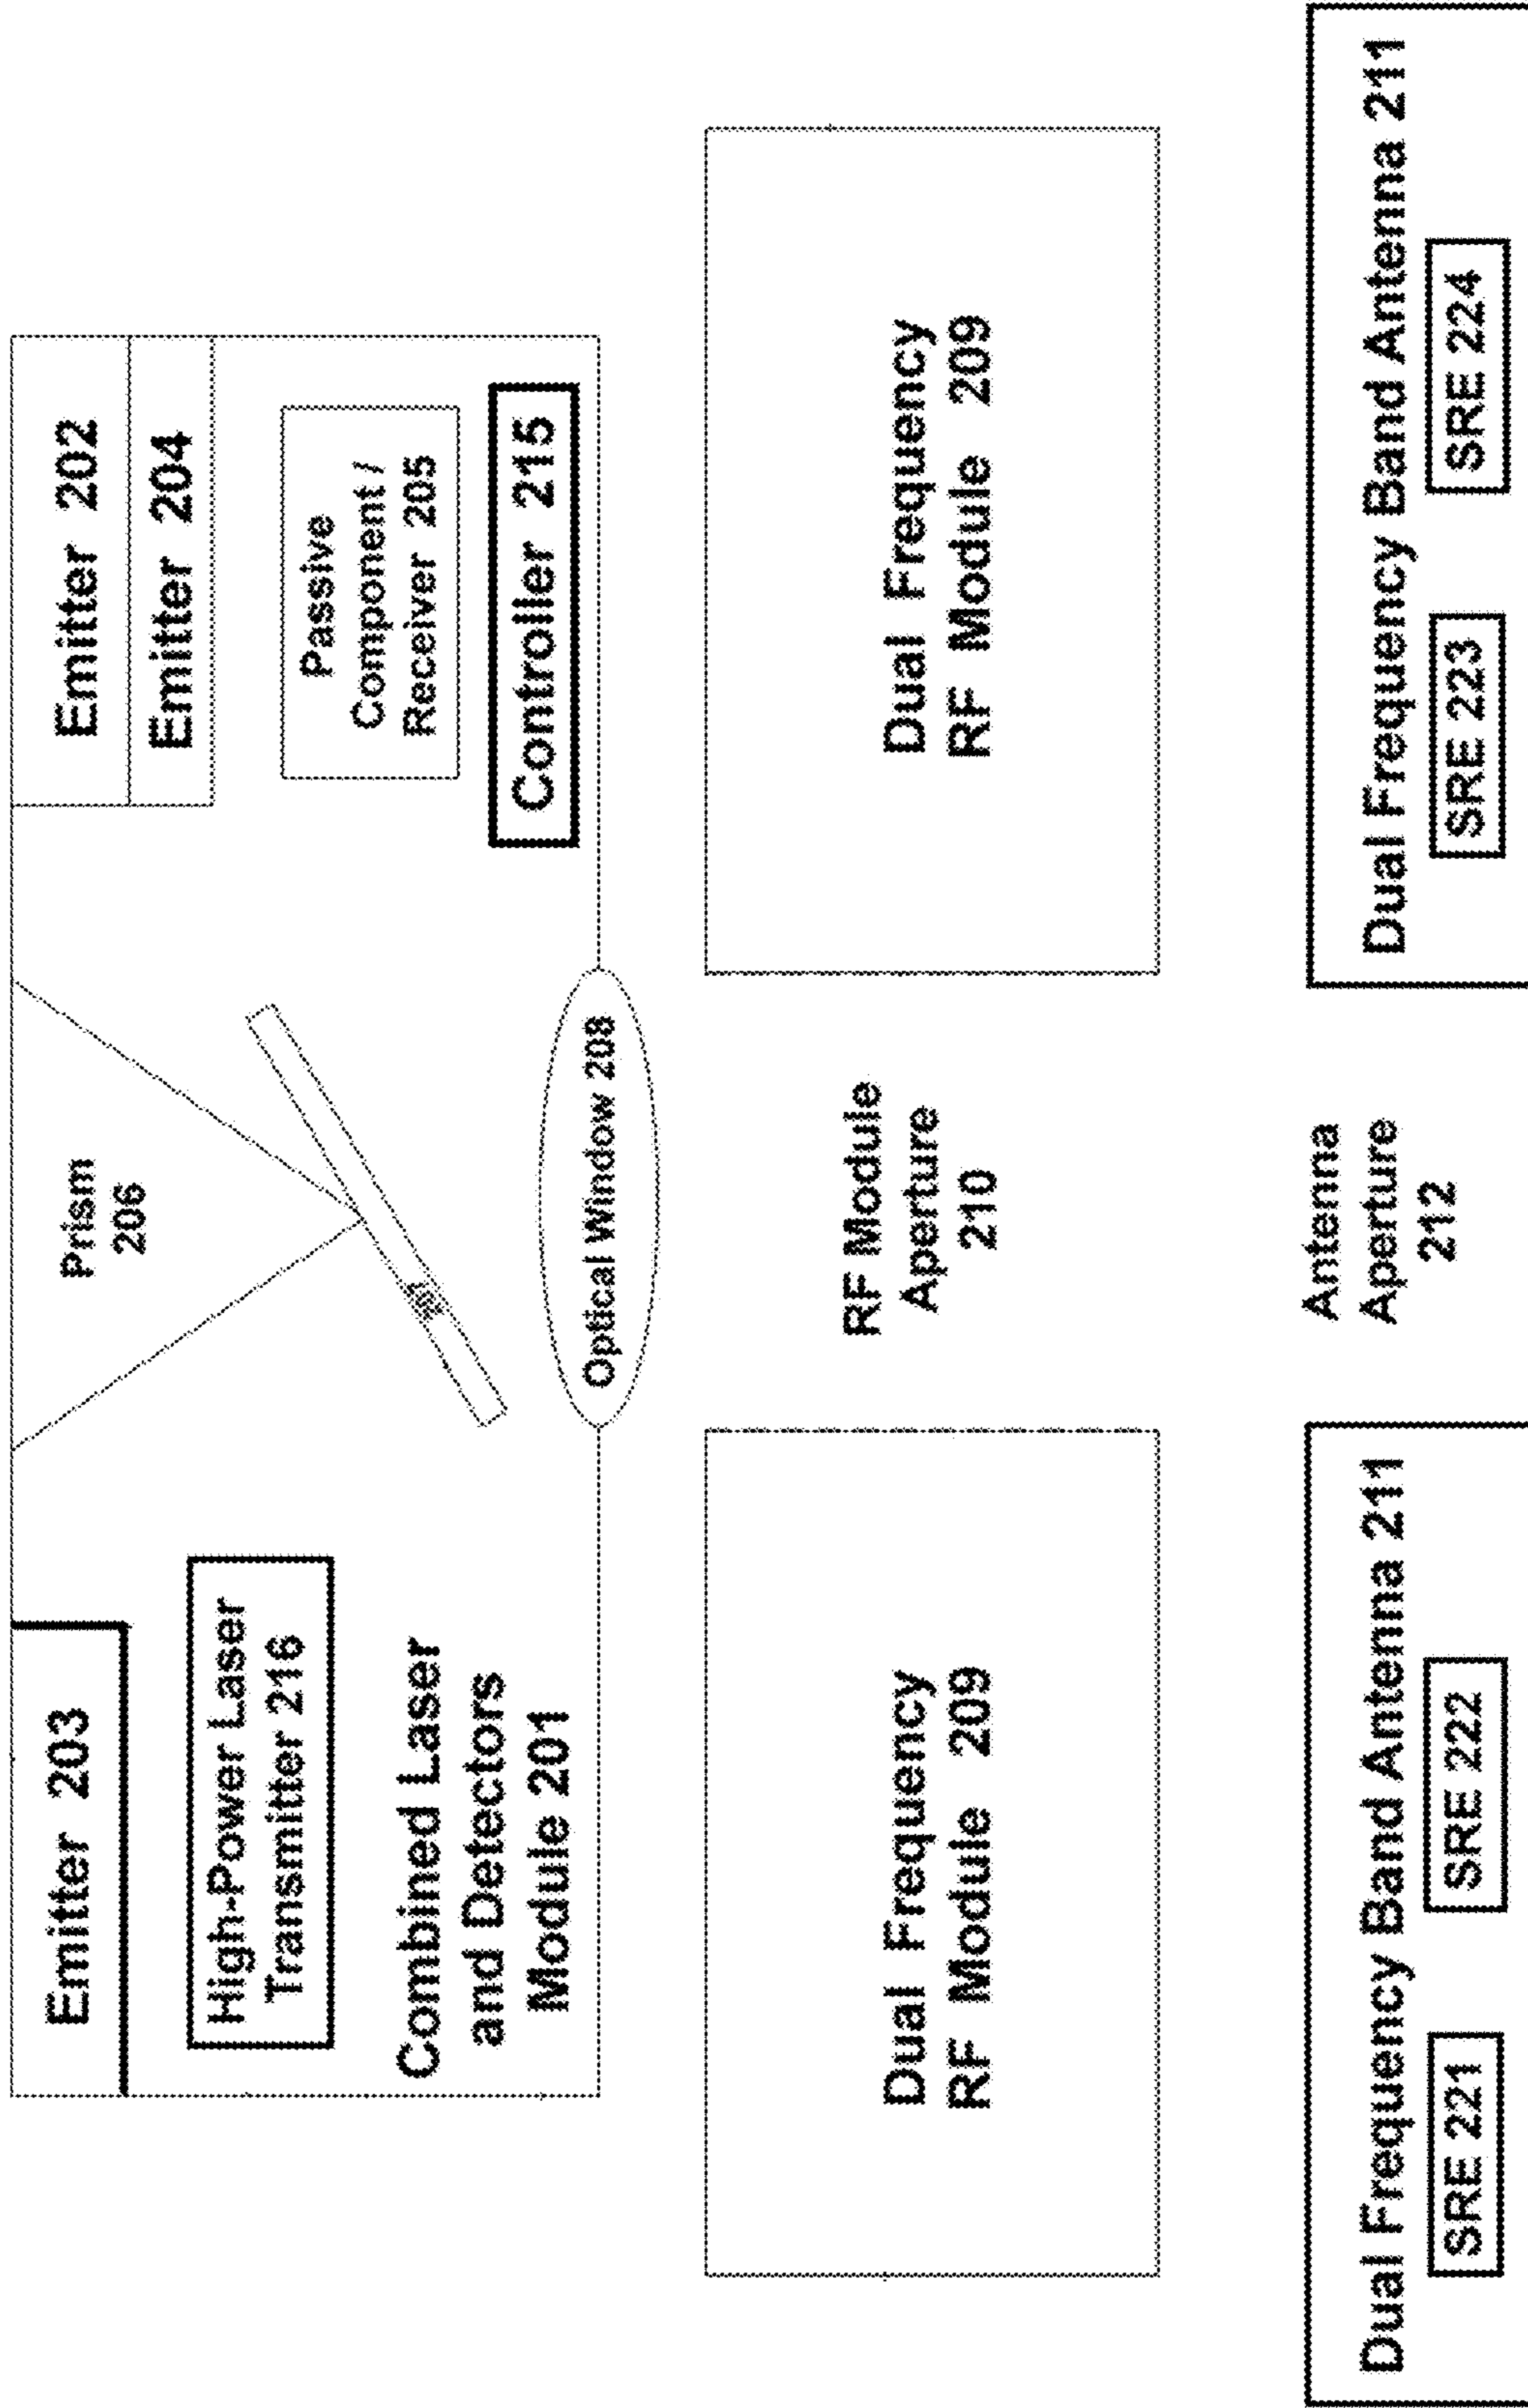 Emitter 203
High-Power Laser
Transmitter 216
Combined Laser
and Detectors
Module 201
Prism
206
Optical Window 208
Emitter 202
Emitter 204
Passive
Component /
Receiver 205
Controller 215
Dual Frequency
RF Module 209
RF Module
Aperture
210
Dual Frequency
RF Module 209
Dual Frequency Band Antenna 211
SRE 221
SRE 222
Antenna
Aperture
212
Dual Frequency Band Antenna 211
SRE 223
SRE 224